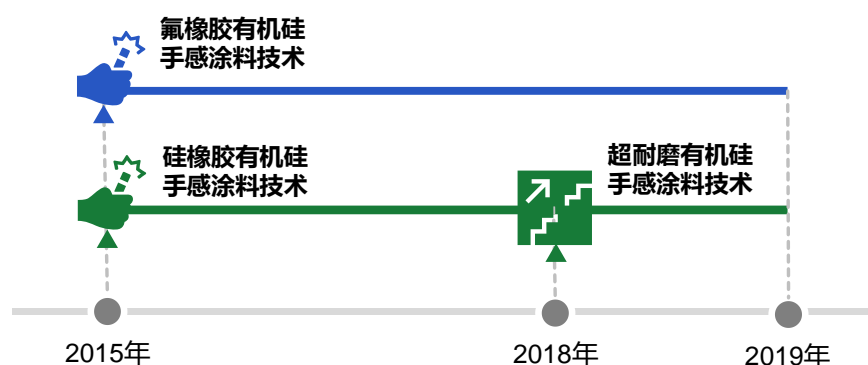 氟橡胶有机硅
手感涂料技术
硅橡胶有机硅
手感涂料技术
超耐磨有机硅
手感涂料技术
2015年
2018年
2019年